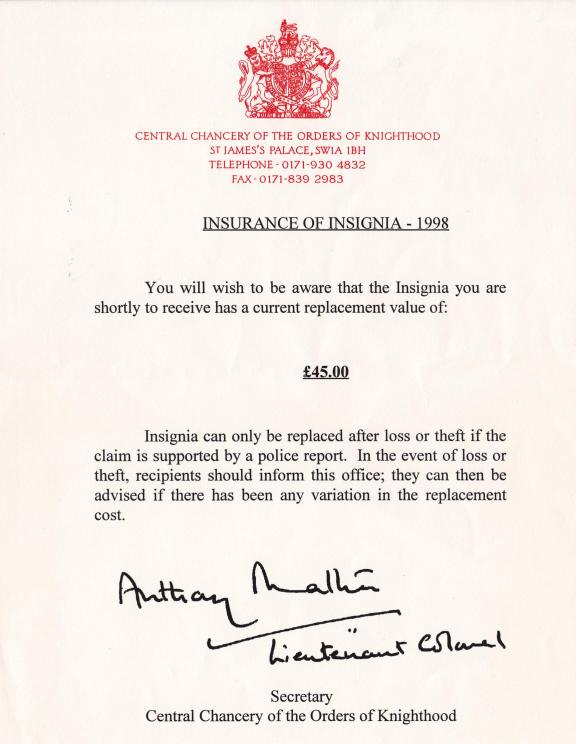 CENTRAL CHANCERY OF THE ORDERS OF KNIGHTHOOD
ST JAMES'S PALACE, SW1A 1BH
TELEPHONE - 0171-930 4832
FAX - 0171-839 2983
INSURANCE OF INSIGNIA - 1998
You will wish to be aware that the Insignia you are
shortly to receive has a current replacement value of:
£45.00
Insignia can only be replaced after loss or theft if the
claim is supported by a police report. In the event of loss or
theft, recipients should inform this office; they can then be
advised if there has been any variation in the replacement
cost.
Anthony
Lieutenant Colonel
Secretary
Central Chancery of the Orders of Knighthood